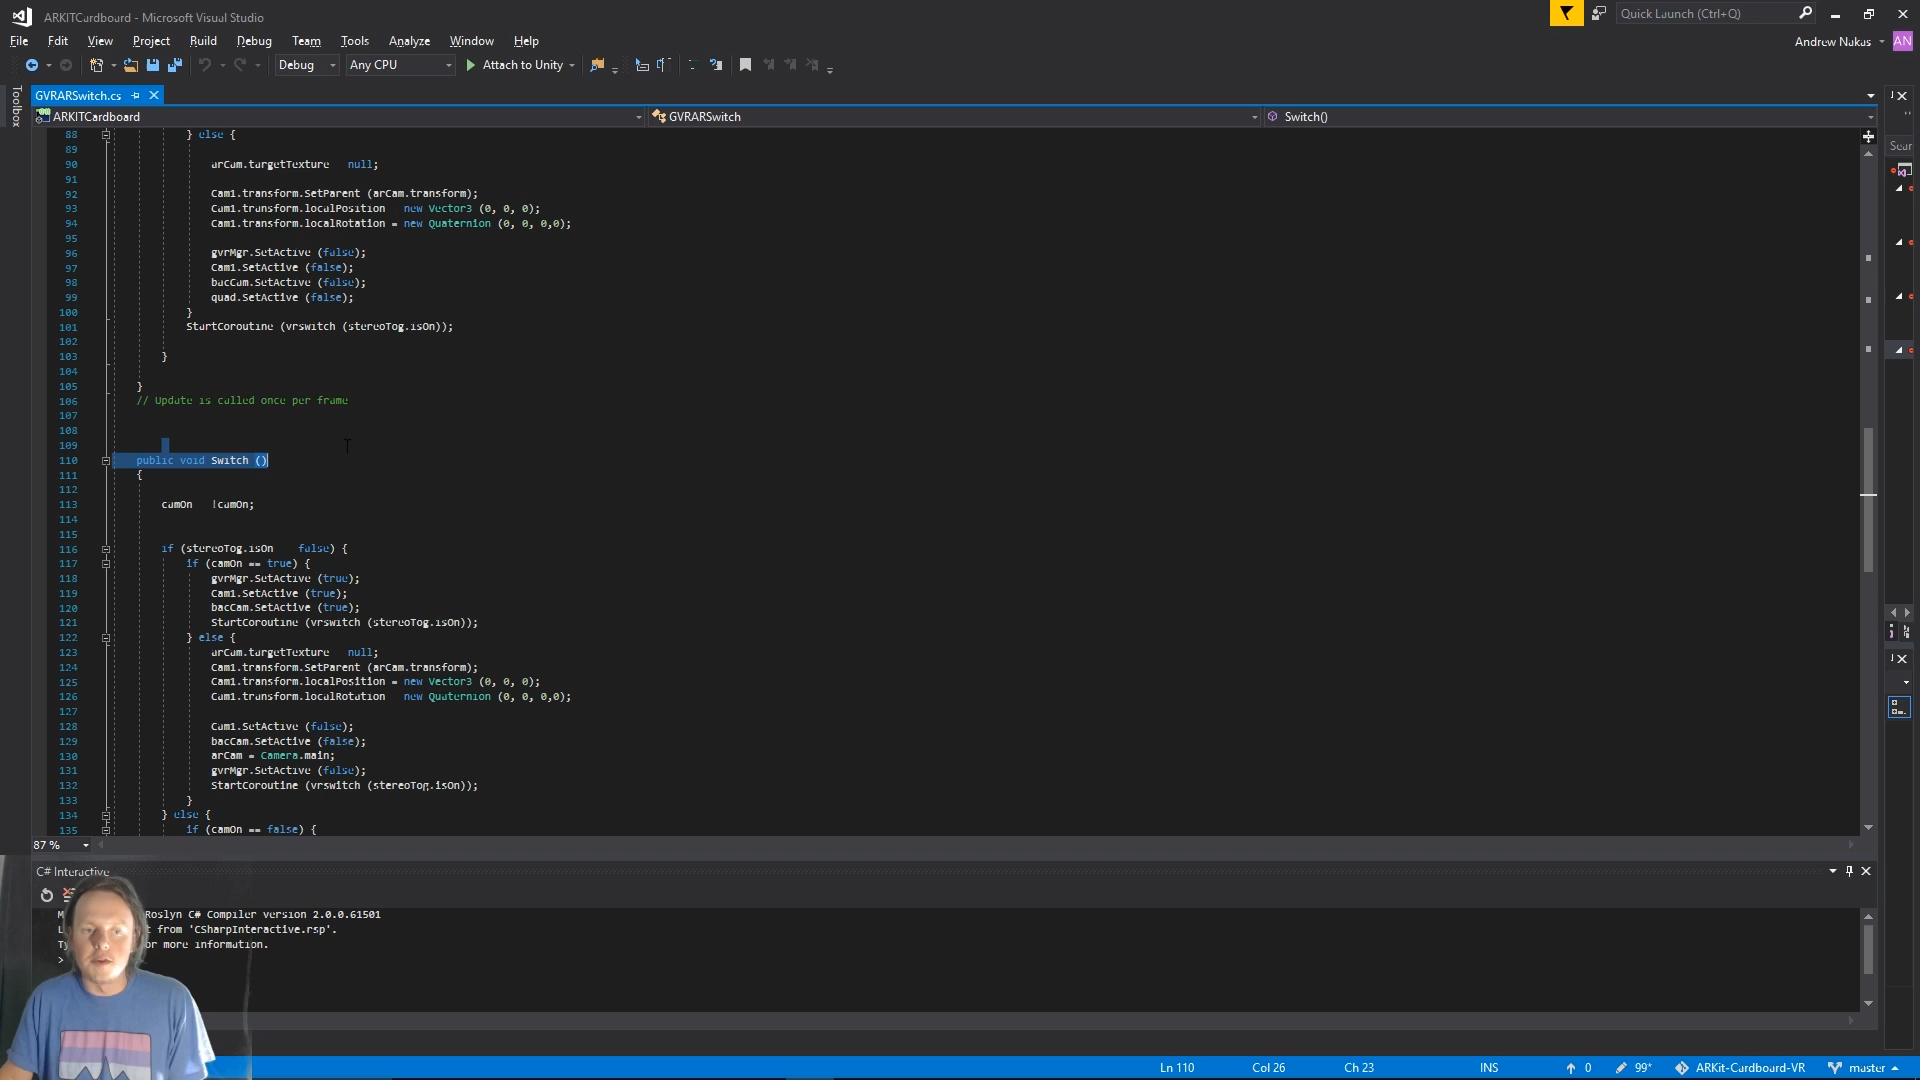 ARKITCardboard - Microsoft Visual Studio
Quick Launch (Ctrl+Q)
File Edit View Project Build Debug Team Tools Analyze Window Help
Andrew Nakas AN
Debug Any CPU Attach to Unity
Toolbox
GVRARSwitch.cs
ARKITCardboard GVRARSwitch Switch()
Sear
88 } else {
89
90 arCam.targetTexture null;
91
92 Cam1.transform.SetParent (arCam.transform);
93 Cam1.transform.localPosition new Vector3 (0, 0, 0);
94 Cam1.transform.localRotation = new Quaternion (0, 0, 0,0);
95
96 gvrMgr.SetActive (false);
97 Cam1.SetActive (false);
98 bacCam.SetActive (false);
99 quad.SetActive (false);
100 }
101 StartCoroutine (vrswitch (stereoTog.isOn));
102
103 }
104
105 }
106 // Update is called once per frame
107
108
109
110 public void Switch ()
111 {
112
113 camOn !camOn;
114
115
116 if (stereoTog.isOn false) {
117 if (camOn == true) {
118 gvrMgr.SetActive (true);
119 Cam1.SetActive (true);
120 bacCam.SetActive (true);
121 StartCoroutine (vrswitch (stereoTog.isOn));
122 } else {
123 arCam.targetTexture null;
124 Cam1.transform.SetParent (arCam.transform);
125 Cam1.transform.localPosition = new Vector3 (0, 0, 0);
126 Cam1.transform.localRotation new Quaternion (0, 0, 0,0);
127
128 Cam1.SetActive (false);
129 bacCam.SetActive (false);
130 arCam = Camera.main;
131 gvrMgr.SetActive (false);
132 StartCoroutine (vrswitch (stereoTog.isOn));
133 }
134 } else {
135 if (camOn == false) {
87 %
C# Interactive
Roslyn C# Compiler version 2.0.0.61501
from 'CSharpInteractive.rsp'.
or more information.
>
Ln 110 Col 26 Ch 23 INS 0 99* ARKit-Cardboard-VR master